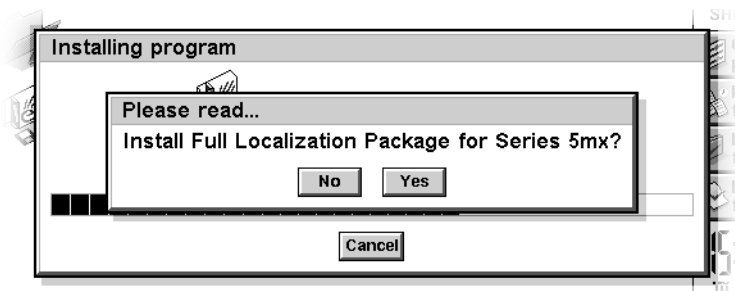 Installing program
Please read...
Install Full Localization Package for Series 5mx?
No Yes
Cancel